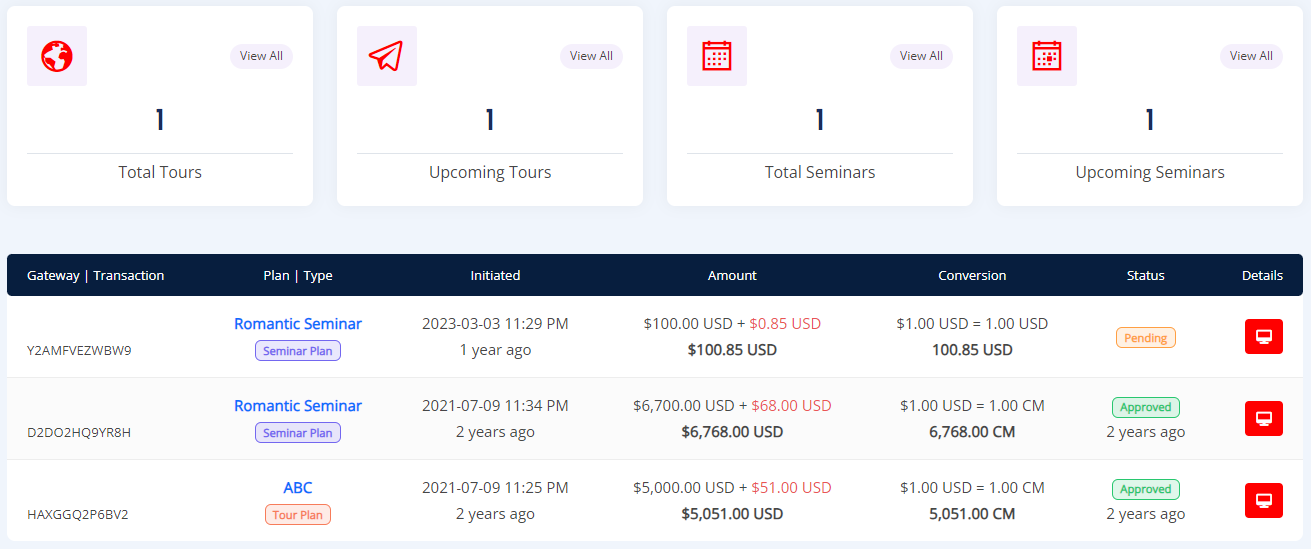 View All
1
Total Tours
View All
1
Upcoming Tours
View All
1
Total Seminars
View All
1
Upcoming Seminars
Gateway | Transaction Plan | Type Initiated Amount Conversion Status Details
Romantic Seminar 2023-03-03 11:29 PM $100.00 USD + $0.85 USD $1.00 USD = 1.00 USD Pending
Y2AMFVEZWBW9 Seminar Plan 1 year ago $100.85 USD 100.85 USD
Romantic Seminar 2021-07-09 11:34 PM $6,700.00 USD + $68.00 USD $1.00 USD = 1.00 CM Approved
D2DO2HQ9YR8H Seminar Plan 2 years ago $6,768.00 USD 6,768.00 CM 2 years ago
ABC 2021-07-09 11:25 PM $5,000.00 USD + $51.00 USD $1.00 USD = 1.00 CM Approved
HAXGGQ2P6BV2 Tour Plan 2 years ago $5,051.00 USD 5,051.00 CM 2 years ago